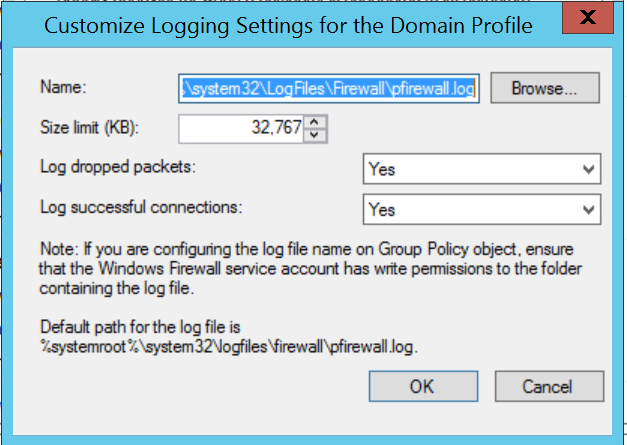 Customize Logging Settings for the Domain Profile
X
Name:
\system32\LogFiles\Firewall\pfirewall.log
Browse...
Size limit (KB):
32,767
Log dropped packets:
Yes
Log successful connections:
Yes
Note: If you are configuring the log file name on Group Policy object, ensure
that the Windows Firewall service account has write permissions to the folder
containing the log file.
Default path for the log file is
%systemroot%\system32\logfiles\firewall\pfirewall.log.
OK
Cancel